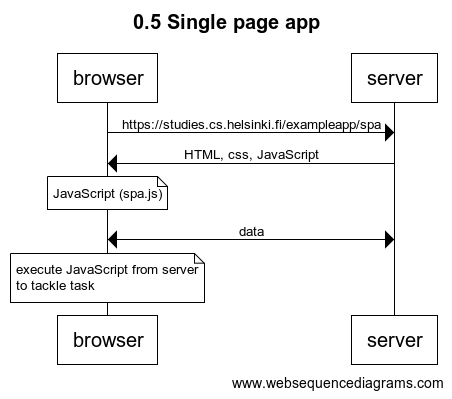 0.5 Single page app
browser
server
https://studies.cs.helsinki.fi/exampleapp/spa
HTML, css, JavaScript
JavaScript (spa.js)
data
execute JavaScript from server
to tackle task
browser
server
www.websequencediagrams.com